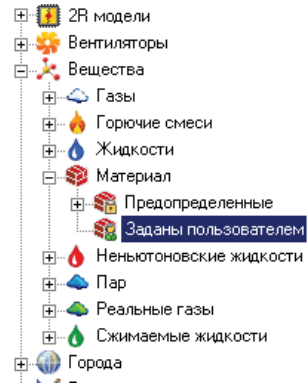 2R модели
Вентиляторы
Вещества
Газы
Горючие смеси
Жидкости
Материал
Предопределенные
Заданы пользователем
Неньютоновские жидкости
Пар
Реальные газы
Сжимаемые жидкости
Города